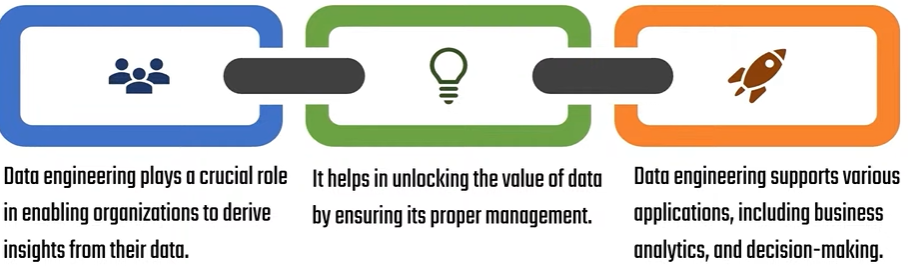 Data engineering plays a crucial role
in enabling organizations to derive
insights from their data.
It helps in unlocking the value of data
by ensuring its proper management.
Data engineering supports various
applications, including business
analytics, and decision-making.